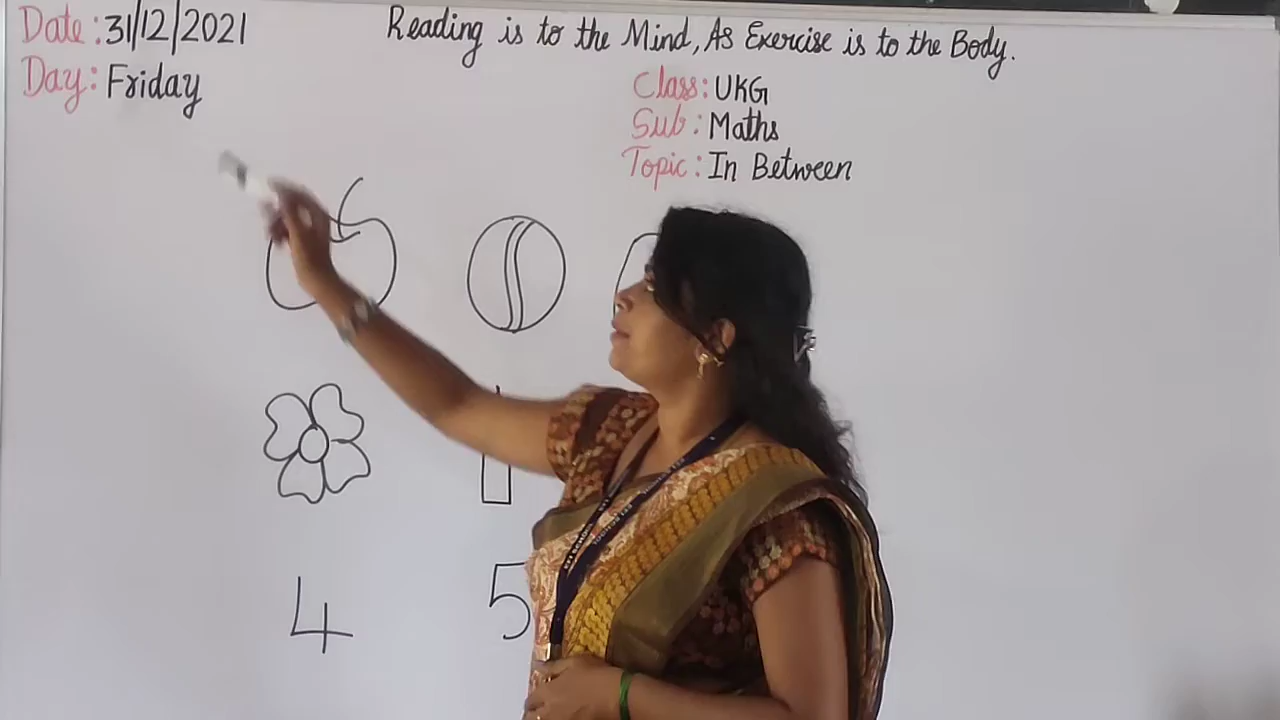 Date: 31/12/2021
Reading is to the Mind, As Exercise is to the Body.
Day: Friday
Class: UKG
Sub: Maths
Topic: In Between
4 5